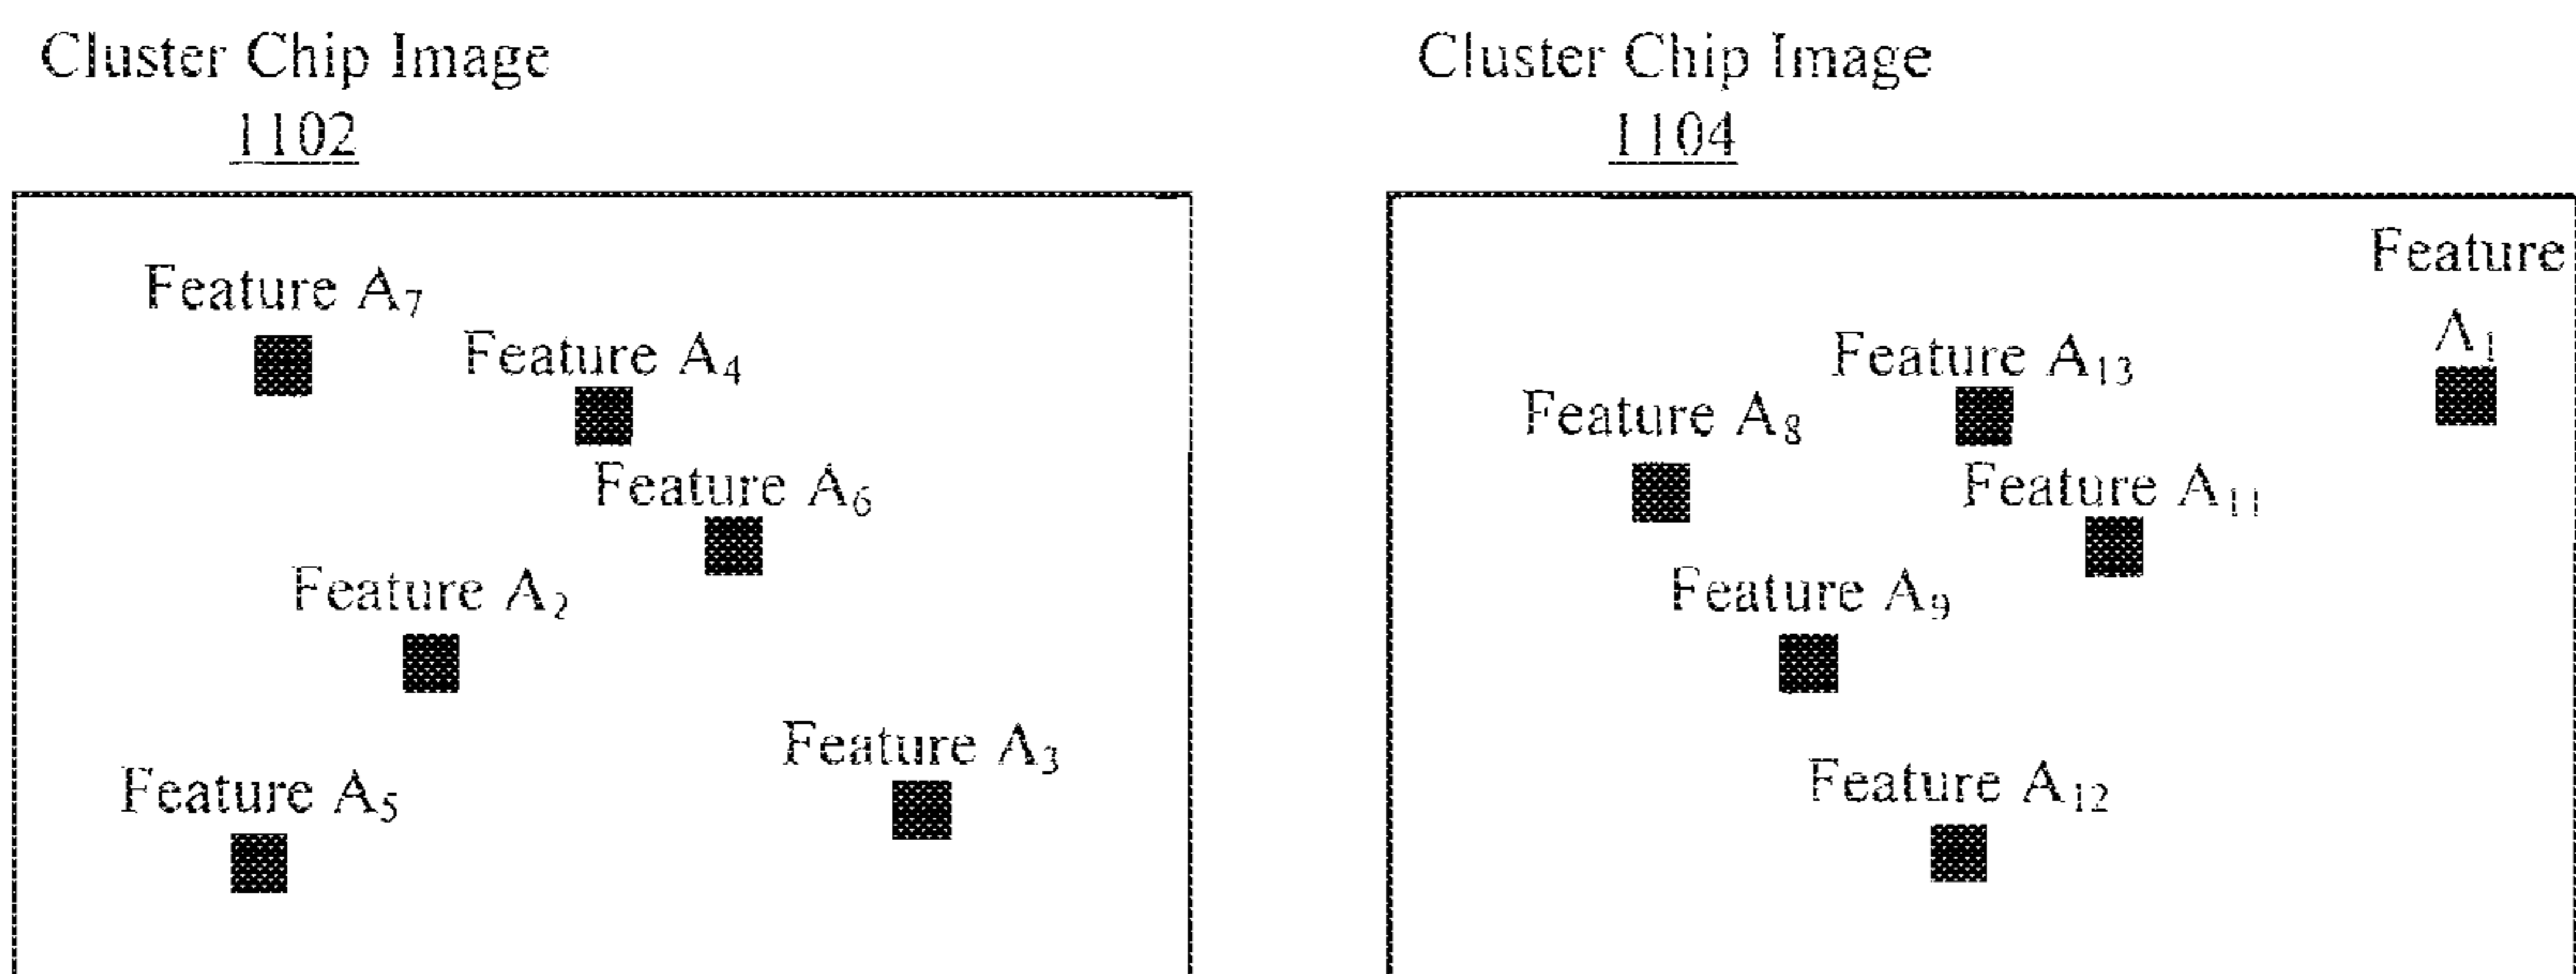 Cluster Chip Image
1102
Feature A7
Feature A4
Feature A6
Feature A2
Feature A3
Feature A5
Cluster Chip Image
1104
Feature
A1
Feature A13
Feature A8
Feature A11
Feature A9
Feature A12